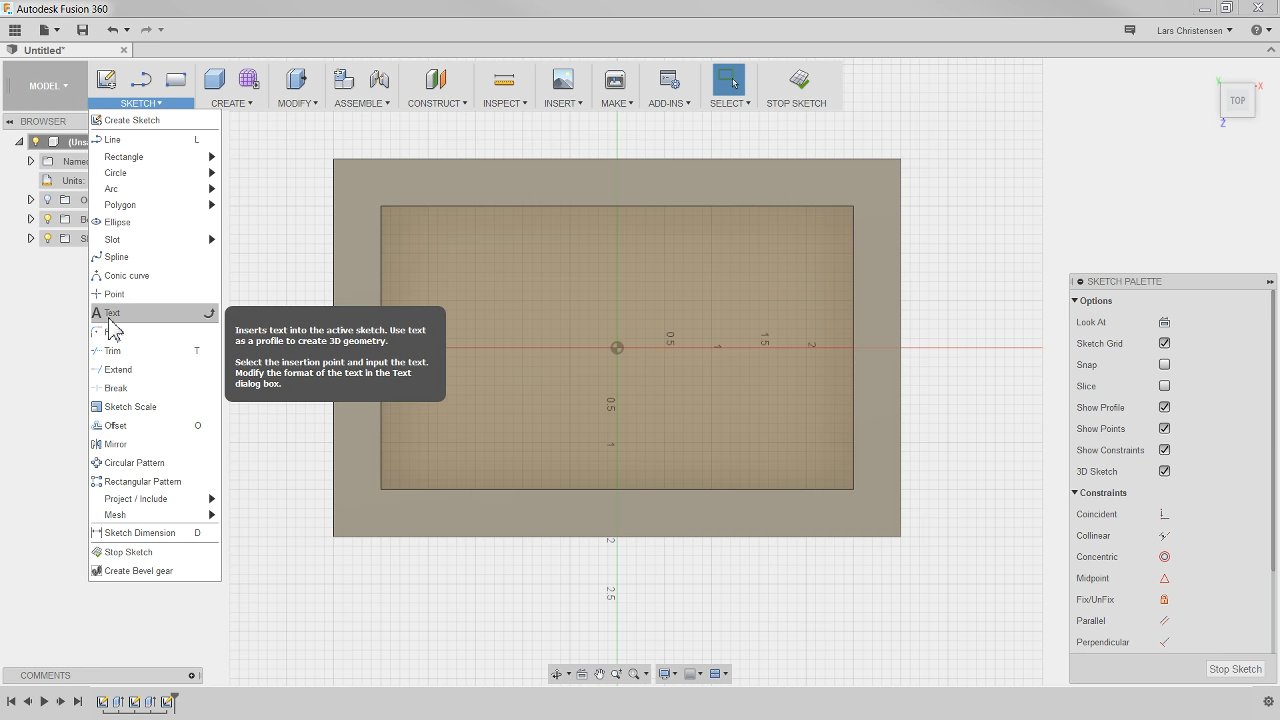 Autodesk Fusion 360
Lars Christensen
Untitled*
MODEL
SKETCH
CREATE
MODIFY
ASSEMBLE
CONSTRUCT
INSPECT
INSERT
MAKE
ADD-INS
SELECT
STOP SKETCH
TOP
X
Y
Z
BROWSER
(Uns
Named
Units:
O
B
S
Create Sketch
Line L
Rectangle
Circle
Arc
Polygon
Ellipse
Slot
Spline
Conic curve
Point
Text
F
Trim T
Extend
Break
Sketch Scale
Offset O
Mirror
Circular Pattern
Rectangular Pattern
Project / Include
Mesh
Sketch Dimension D
Stop Sketch
Create Bevel gear
Inserts text into the active sketch. Use text
as a profile to create 3D geometry.
Select the insertion point and input the text.
Modify the format of the text in the Text
dialog box.
0.5
1
1.5
2
0.5
1
2
2.5
SKETCH PALETTE
Options
Look At
Sketch Grid
Snap
Slice
Show Profile
Show Points
Show Constraints
3D Sketch
Constraints
Coincident
Collinear
Concentric
Midpoint
Fix/UnFix
Parallel
Perpendicular
Stop Sketch
COMMENTS